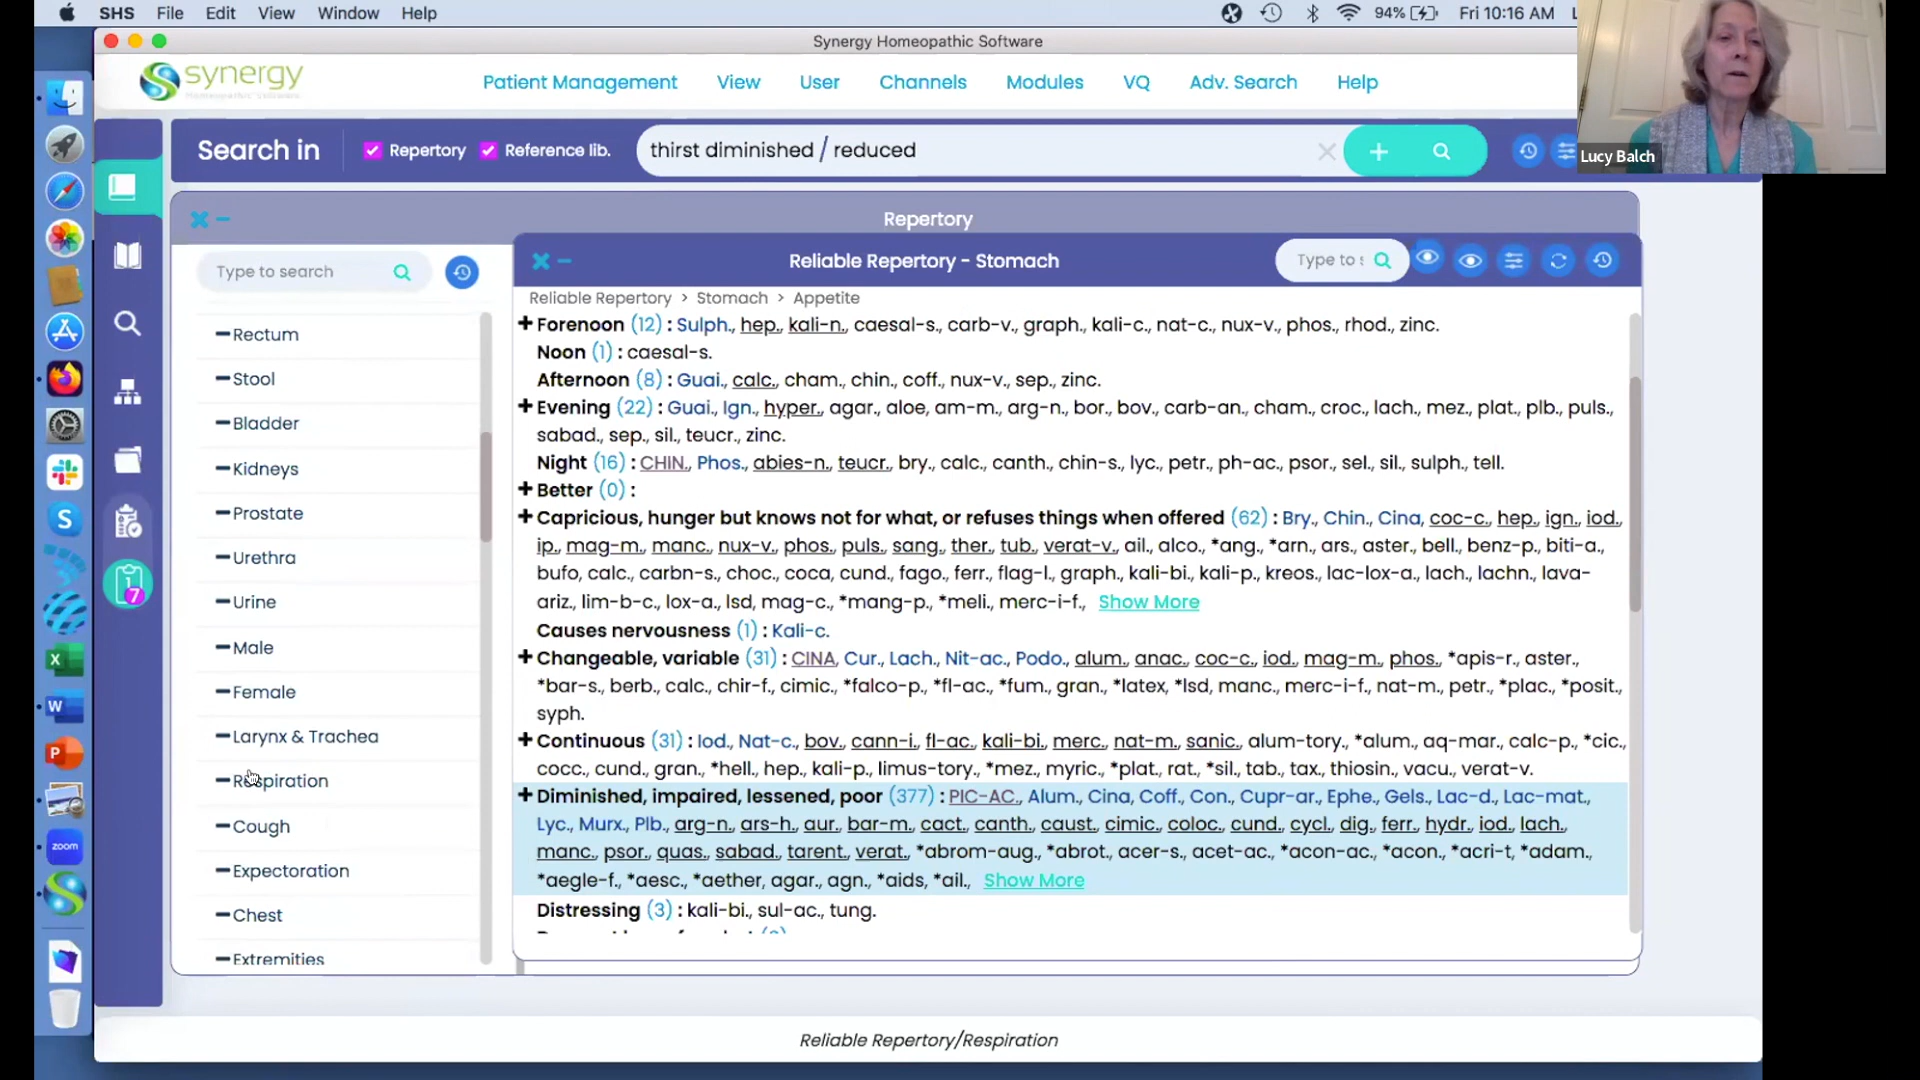 SHS File Edit View Window Help
94% Fri 10:16 AM L
Synergy Homeopathic Software
synergy
Homeopathic Software
Patient Management View User Channels Modules VQ Adv. Search Help
Lucy Balch
Search in Repertory Reference lib. thirst diminished / reduced
Repertory
Type to search
Reliable Repertory - Stomach
Type to s
Reliable Repertory > Stomach > Appetite
Rectum
Stool
Bladder
Kidneys
Prostate
Urethra
Urine
Male
Female
Larynx & Trachea
Respiration
Cough
Expectoration
Chest
Extremities
+ Forenoon (12) : Sulph., hep., kali-n., caesal-s., carb-v., graph., kali-c., nat-c., nux-v., phos., rhod., zinc.
Noon (1) : caesal-s.
Afternoon (8) : Guai., calc., cham., chin., coff., nux-v., sep., zinc.
+ Evening (22) : Guai., Ign., hyper., agar., aloe, am-m., arg-n., bor., bov., carb-an., cham., croc., lach., mez., plat., plb., puls.,
sabad., sep., sil., teucr., zinc.
Night (16) : CHIN., Phos., abies-n., teucr., bry., calc., canth., chin-s., lyc., petr., ph-ac., psor., sel., sil., sulph., tell.
+ Better (0) :
+ Capricious, hunger but knows not for what, or refuses things when offered (62) : Bry., Chin., Cina, coc-c., hep., ign., iod.,
ip., mag-m., manc., nux-v., phos., puls., sang., ther., tub., verat-v., ail., alco., *ang., *arn., ars., aster., bell., benz-p., biti-a.,
bufo, calc., carbn-s., choc., coca, cund., fago., ferr., flag-l., graph., kali-bi., kali-p., kreos., lac-lox-a., lach., lachn., lava-
ariz., lim-b-c., lox-a., lsd, mag-c., *mang-p., *meli., merc-i-f., Show More
Causes nervousness (1) : Kali-c.
+ Changeable, variable (31) : CINA, Cur., Lach., Nit-ac., Podo., alum., anac., coc-c., iod., mag-m., phos., *apis-r., aster.,
*bar-s., berb., calc., chir-f., cimic., *falco-p., *fl-ac., *fum., gran., *latex, *lsd, manc., merc-i-f., nat-m., petr., *plac., *posit.,
syph.
+ Continuous (31) : Iod., Nat-c., bov., cann-i., fl-ac., kali-bi., merc., nat-m., sanic., alum-tory., *alum., aq-mar., calc-p., *cic.,
cocc., cund., gran., *hell., hep., kali-p., limus-tory., *mez., myric., *plat., rat., *sil., tab., tax., thiosin., vacu., verat-v.
+ Diminished, impaired, lessened, poor (377) : PIC-AC., Alum., Cina, Coff., Con., Cupr-ar., Ephe., Gels., Lac-d., Lac-mat.,
Lyc., Murx., Plb., arg-n., ars-h., aur., bar-m., cact., canth., caust., cimic., coloc., cund., cycl., dig., ferr., hydr., iod., lach.,
manc., psor., quas., sabad., tarent., verat., *abrom-aug., *abrot., acer-s., acet-ac., *acon-ac., *acon., *acri-t, *adam.,
*aegle-f., *aesc., *aether, agar., agn., *aids, *ail., Show More
Distressing (3) : kali-bi., sul-ac., tung.
Reliable Repertory/Respiration
7
S
X
W
P
zoom